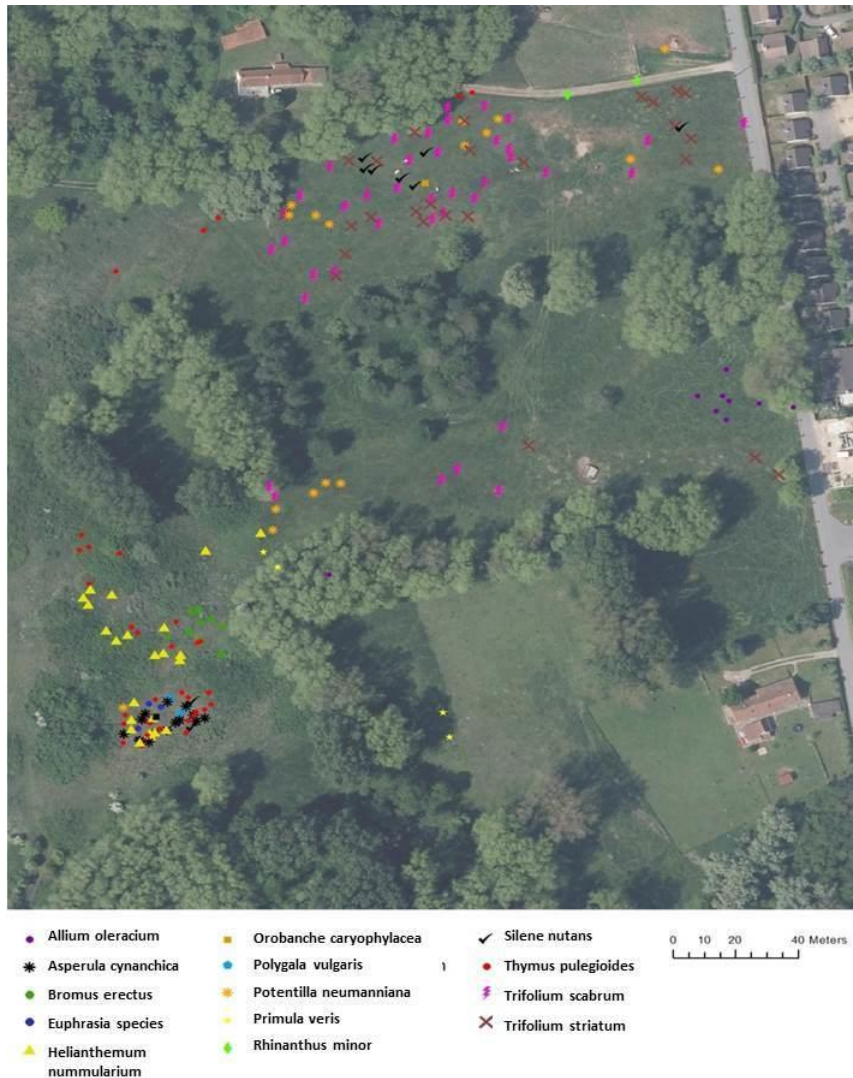 Allium oleracium
Asperula cynanchica
Bromus erectus
Euphrasia species
Helianthemum
nummularium
Orobanche caryophylacea
Polygala vulgaris
Potilla neumanniana
Primula veris
Rhinanthus minor
Silene nutans
Thymus pulegioides
Trifolium scabrum
Trifolium striatum
0 10 20 40 Meters